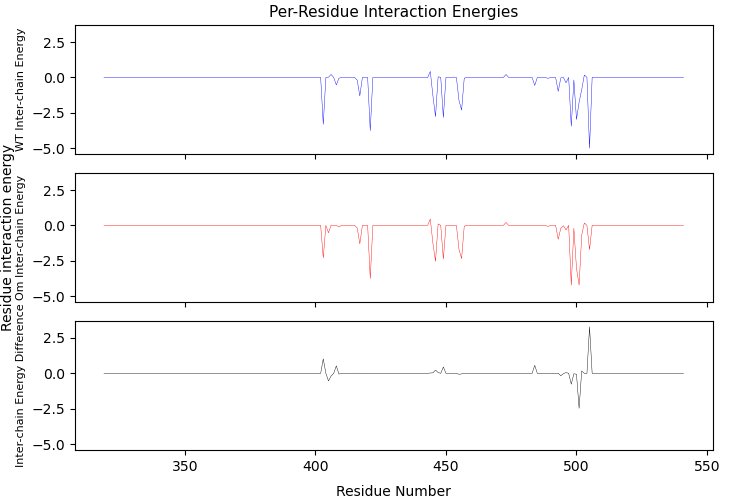 Per-Residue Interaction Energies
Residue interaction energy
WT Inter-chain Energy
2.5
0.0
−2.5
−5.0
Om Inter-chain Energy
2.5
0.0
−2.5
−5.0
Inter-chain Energy Difference
2.5
0.0
−2.5
−5.0
350
400
450
500
550
Residue Number